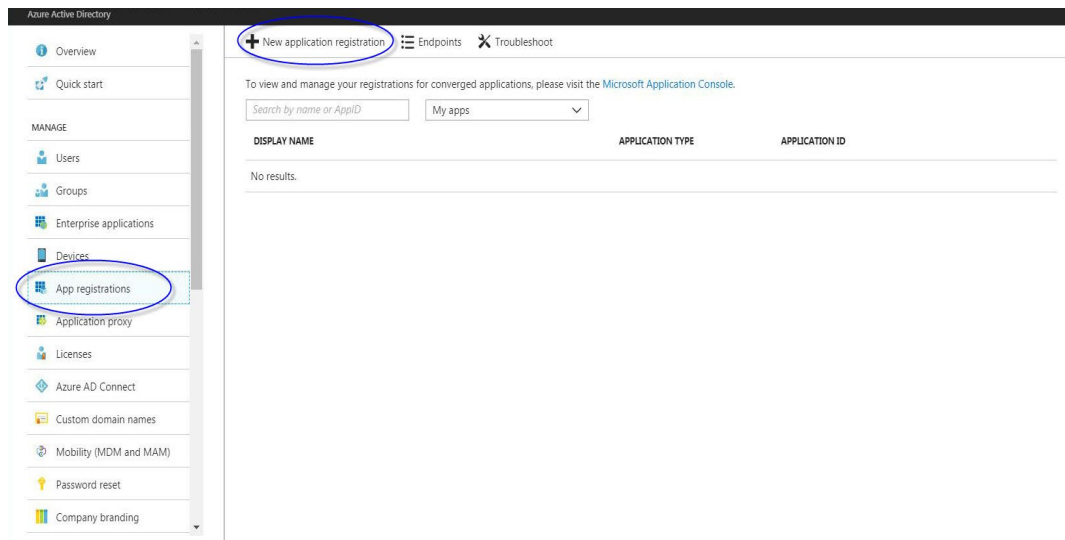 Azure Active Directory
Overview
Quick start
MANAGE
Users
Groups
Enterprise applications
Devices
App registrations
Application proxy
Licenses
Azure AD Connect
Custom domain names
Mobility (MDM and MAM)
Password reset
Company branding
New application registration Endpoints Troubleshoot
To view and manage your registrations for converged applications, please visit the Microsoft Application Console.
Search by name or AppID My apps
DISPLAY NAME APPLICATION TYPE APPLICATION ID
No results.